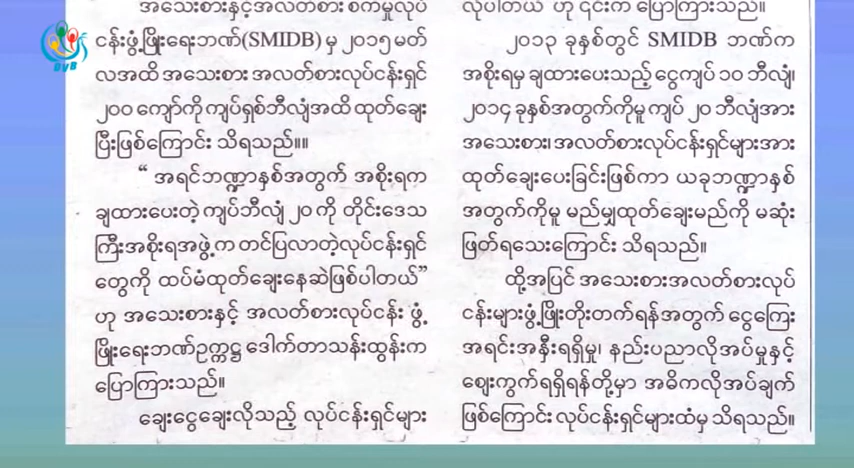 အသေးစားနှင့်အလတ်စား စက်မှုလုပ်
ငန်းဖွံ့ဖြိုးရေးဘဏ်(SMIDB) မှ ၂၀၁၅ မတ်
လအထိ အသေးစား အလတ်စားလုပ်ငန်းရှင်
၂၀၀ ကျော်ကို ကျပ်ရှစ်ဘီလျံအထိ ထုတ်ချေး
ပြီးဖြစ်ကြောင်း သိရသည်။။
“ အရင်ဘဏ္ဍာနှစ်အတွက် အစိုးရက
ချထားပေးတဲ့ ကျပ်ဘီလျံ ၂၀ ကို တိုင်းဒေသ
ကြီးအစိုးရအဖွဲ့က တင်ပြလာတဲ့လုပ်ငန်းရှင်
တွေကို ထပ်မံထုတ်ချေးနေဆဲဖြစ်ပါတယ်”
ဟု အသေးစားနှင့် အလတ်စားလုပ်ငန်း ဖွံ့
ဖြိုးရေးဘဏ်ဥက္ကဋ္ဌ ဒေါက်တာသန်းထွန်းက
ပြောကြားသည်။
ချေးငွေချေးလိုသည့် လုပ်ငန်းရှင်များ
လုပ်ပါတယ်” ဟု ၎င်းက ပြောကြားသည်။
၂၀၁၃ ခုနှစ်တွင် SMIDB ဘဏ်က
အစိုးရမှ ချထားပေးသည့် ငွေကျပ် ၁၀ ဘီလျံ၊
၂၀၁၄ ခုနှစ်အတွက်ကိုမူ ကျပ် ၂၀ ဘီလျံအား
အသေးစား၊ အလတ်စားလုပ်ငန်းရှင်များအား
ထုတ်ချေးပေးခြင်းဖြစ်ကာ ယခုဘဏ္ဍာနှစ်
အတွက်ကိုမူ မည်မျှထုတ်ချေးမည်ကို မဆုံး
ဖြတ်ရသေးကြောင်း သိရသည်။
ထို့အပြင် အသေးစားအလတ်စားလုပ်
ငန်းများဖွံ့ဖြိုးတိုးတက်ရန်အတွက် ငွေကြေး
အရင်းအနှီးရရှိမှု၊ နည်းပညာလိုအပ်မှုနှင့်
ဈေးကွက်ရရှိရန်တို့မှာ အဓိကလိုအပ်ချက်
ဖြစ်ကြောင်း လုပ်ငန်းရှင်များထံမှ သိရသည်။
DVB